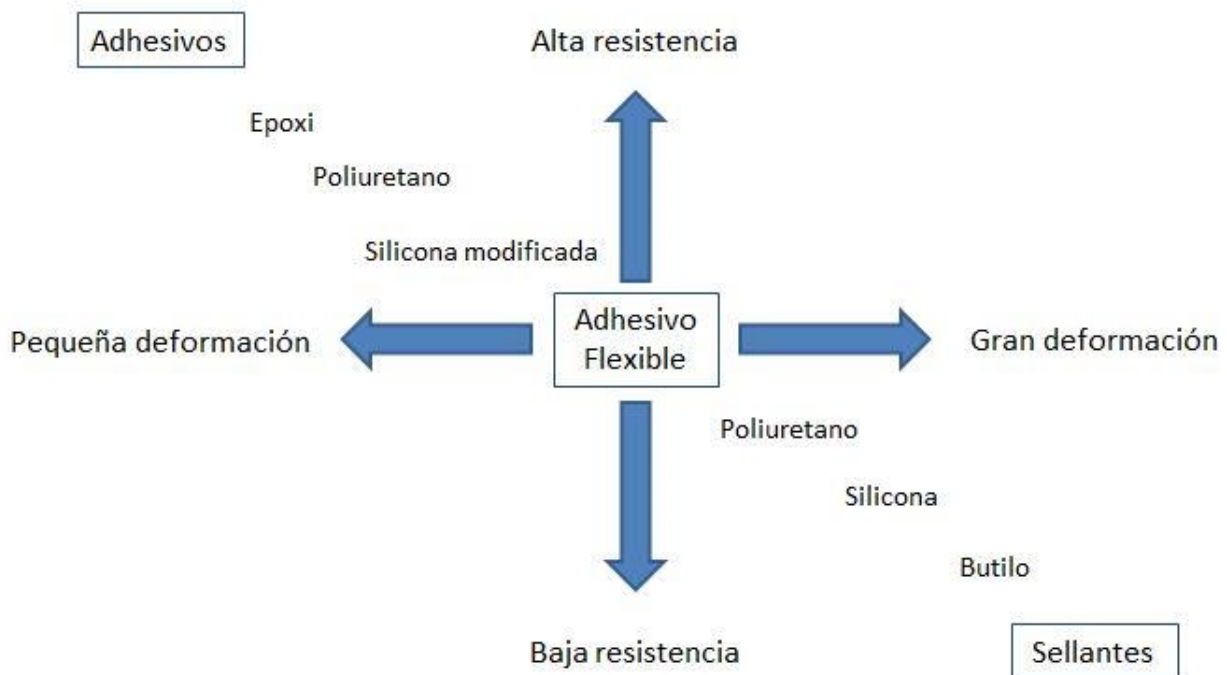 Adhesivos
Alta resistencia
Epoxi
Poliuretano
Silicona modificada
Pequeña deformación
Adhesivo
Flexible
Gran deformación
Poliuretano
Silicona
Butilo
Baja resistencia
Sellantes